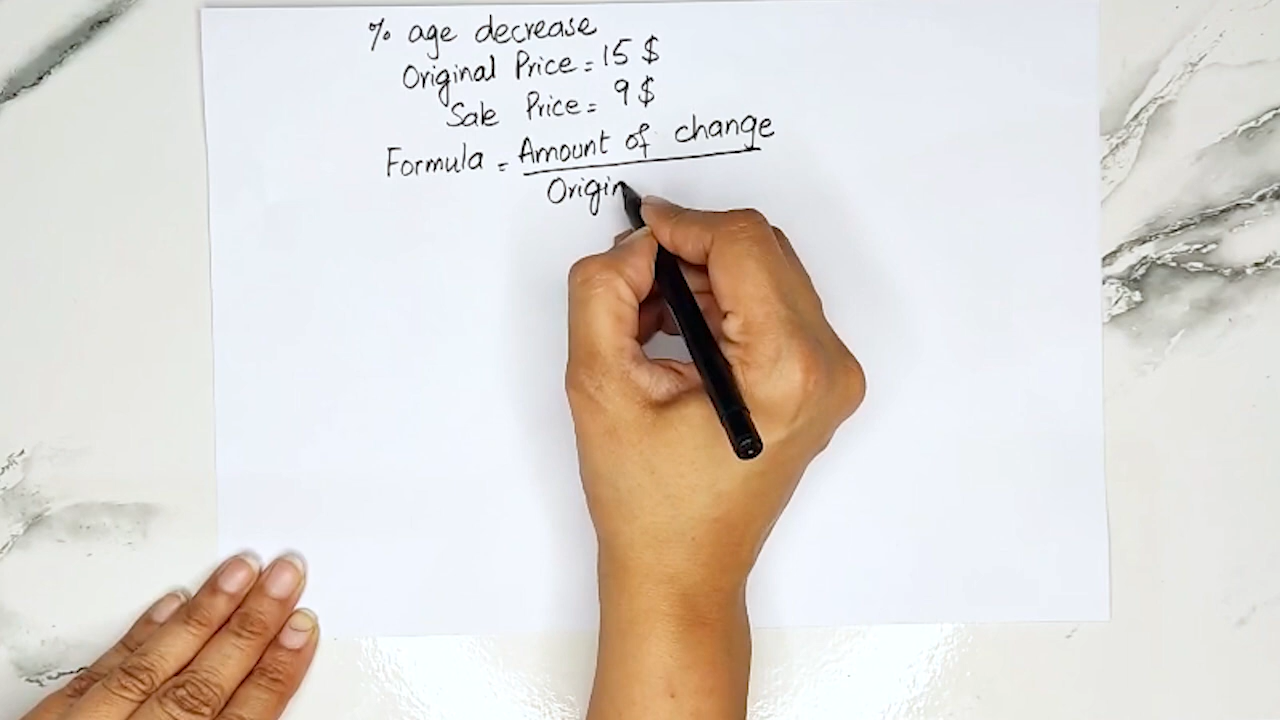 % age decrease
Original Price = 15 $
Sale Price = 9 $
Formula = Amount of change
Origin